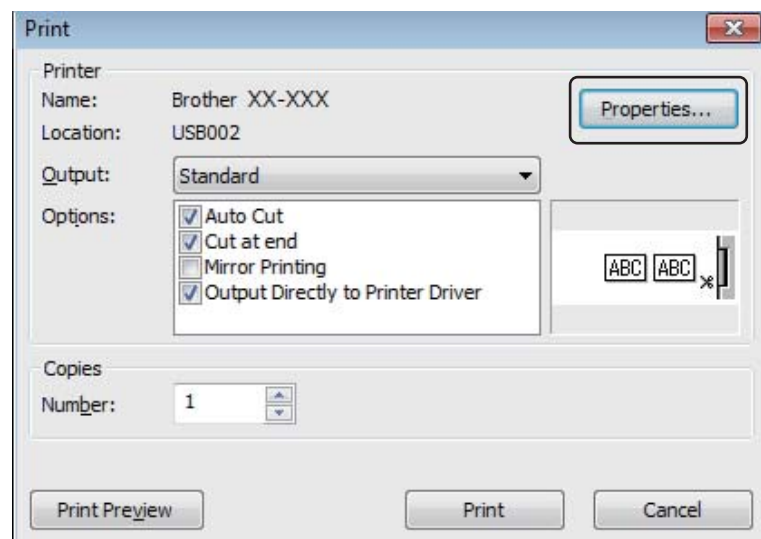 Print
Printer
Name: Brother XX-XXX
Properties...
Location: USB002
Output: Standard
Options: Auto Cut
Cut at end
Mirror Printing
Output Directly to Printer Driver
ABC ABC
Copies
Number: 1
Print Preview Print Cancel